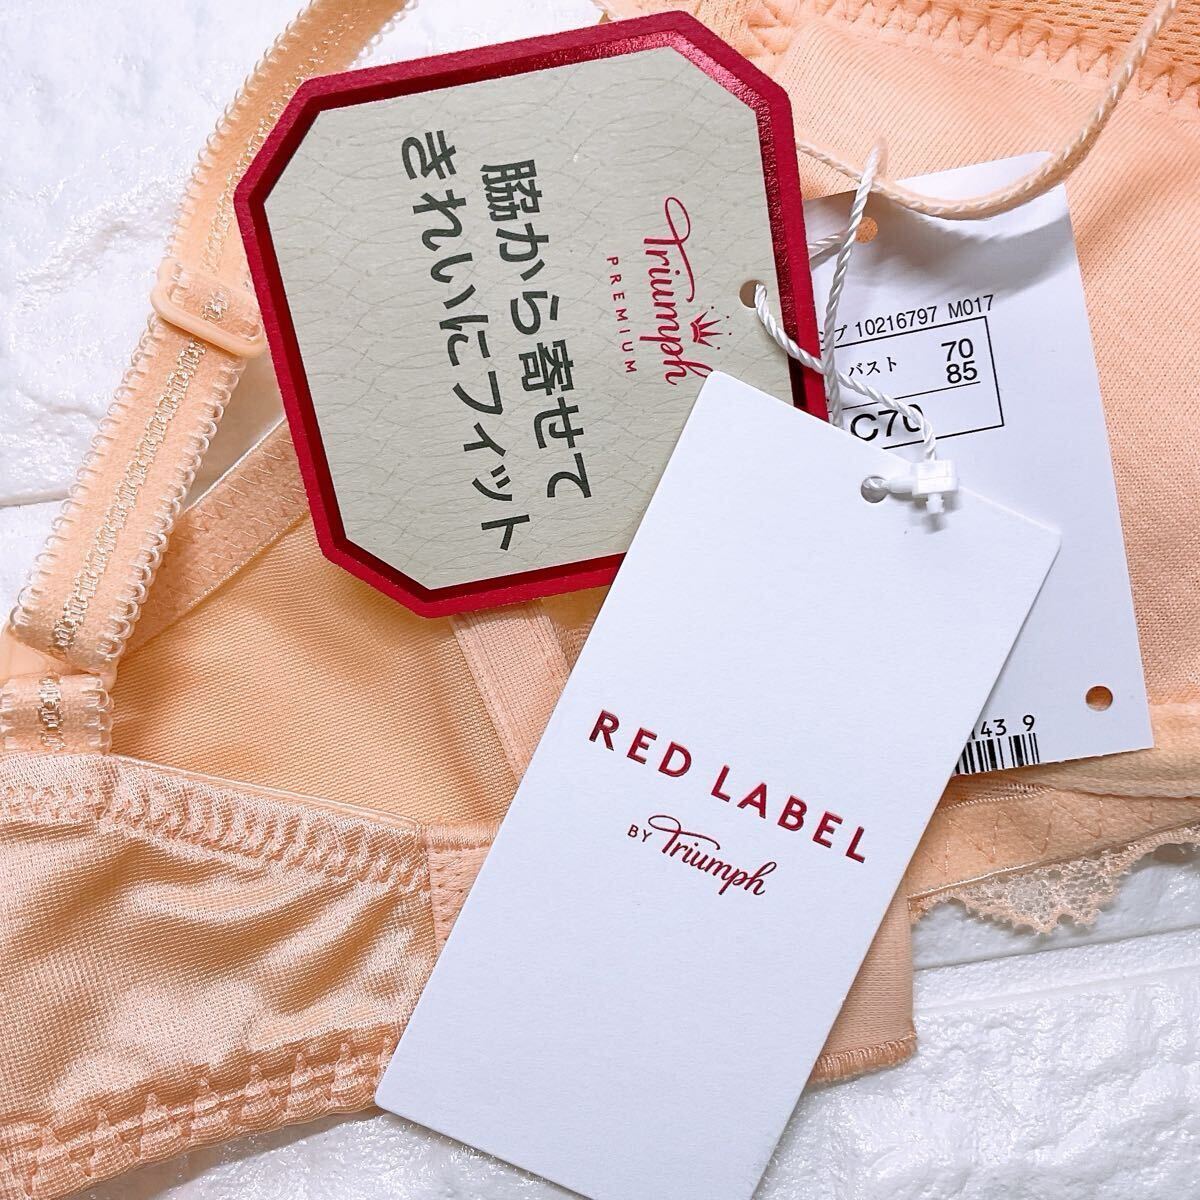 脇から寄せて
きれいにフィット
Triumph
PREMIUM
10216797 M017
バスト
70
85
C70
143 9
RED LABEL
BY Triumph